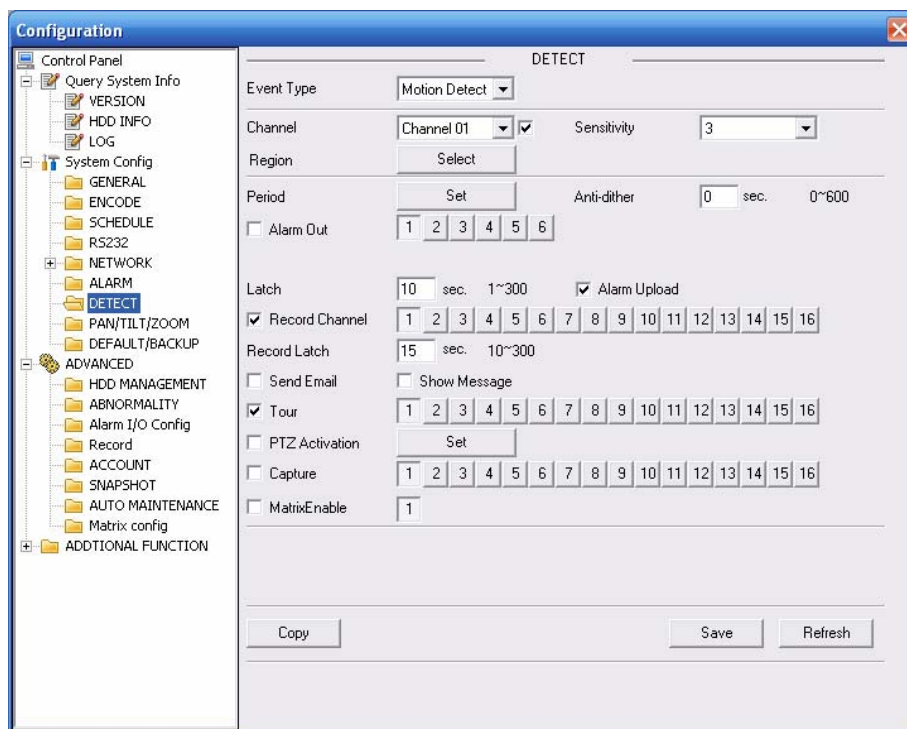 Configuration
Control Panel
Query System Info
VERSION
HDD INFO
LOG
System Config
GENERAL
ENCODE
SCHEDULE
RS232
NETWORK
ALARM
DETECT
PAN/TILT/ZOOM
DEFAULT/BACKUP
ADVANCED
HDD MANAGEMENT
ABNORMALITY
Alarm I/O Config
Record
ACCOUNT
SNAPSHOT
AUTO MAINTENANCE
Matrix config
ADDTIONAL FUNCTION
DETECT
Event Type Motion Detect
Channel Channel 01 Sensitivity 3
Region Select
Period Set Anti-dither 0 sec. 0~600
Alarm Out 1 2 3 4 5 6
Latch 10 sec. 1~300 Alarm Upload
Record Channel 1 2 3 4 5 6 7 8 9 10 11 12 13 14 15 16
Record Latch 15 sec. 10~300
Send Email Show Message
Tour 1 2 3 4 5 6 7 8 9 10 11 12 13 14 15 16
PTZ Activation Set
Capture 1 2 3 4 5 6 7 8 9 10 11 12 13 14 15 16
MatrixEnable 1
Copy Save Refresh